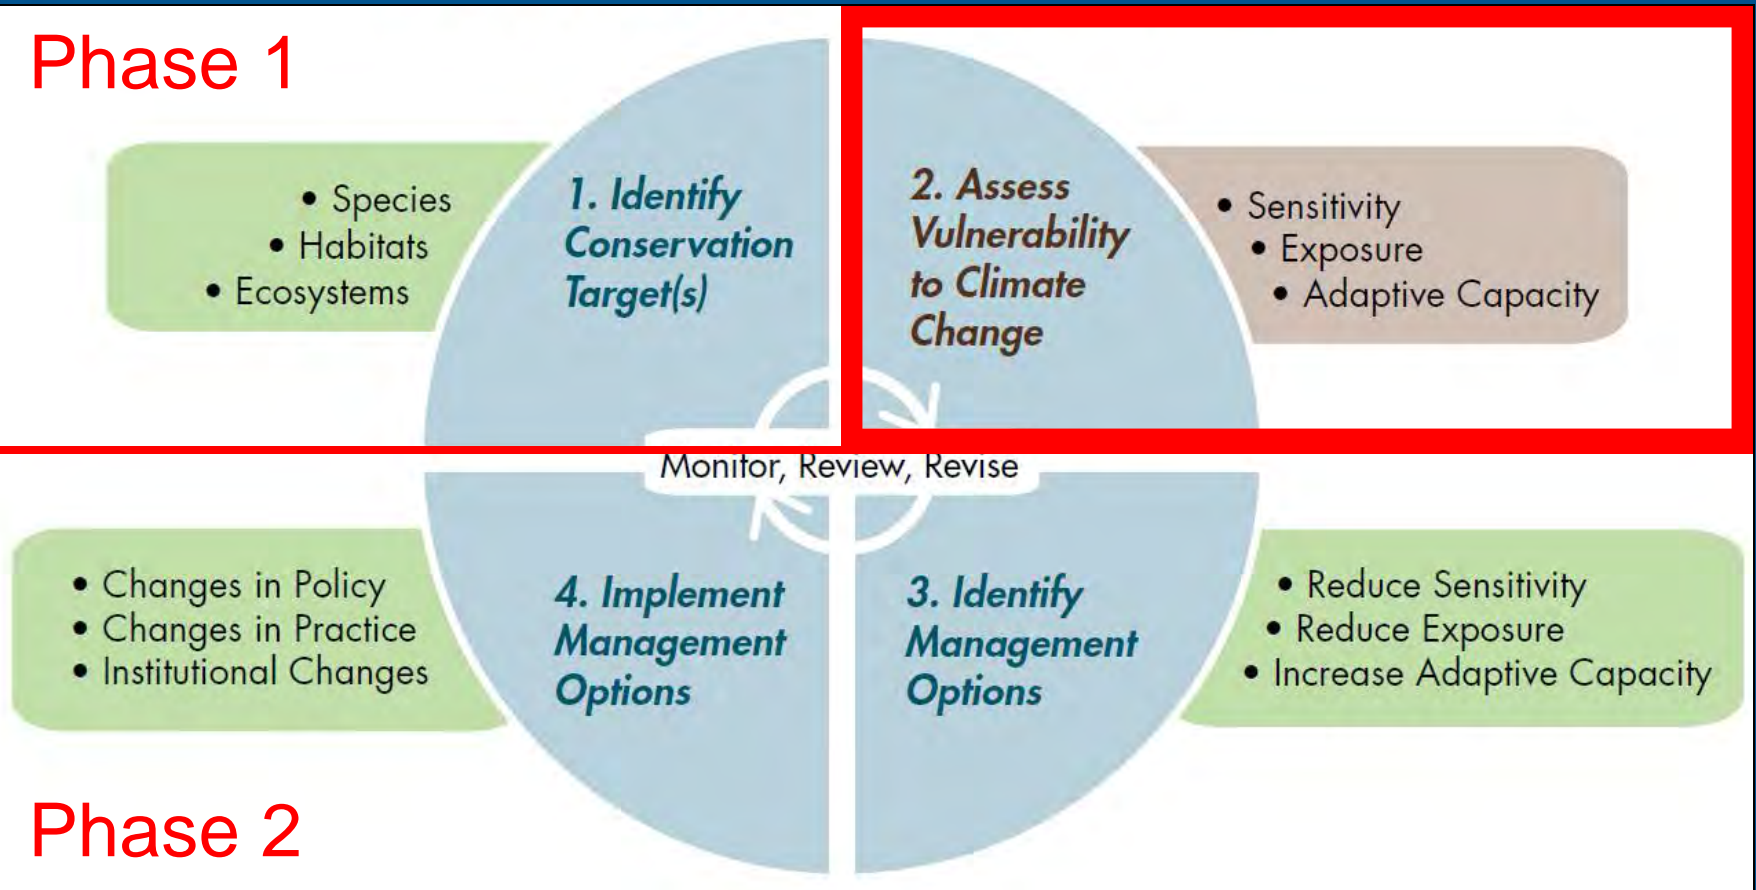 Phase 1
• Species
• Habitats
• Ecosystems
1. Identify
Conservation
Target(s)
2. Assess
Vulnerability
to Climate
Change
• Sensitivity
• Exposure
• Adaptive Capacity
Monitor, Review, Revise
• Changes in Policy
• Changes in Practice
• Institutional Changes
4. Implement
Management
Options
3. Identify
Management
Options
• Reduce Sensitivity
• Reduce Exposure
• Increase Adaptive Capacity
Phase 2